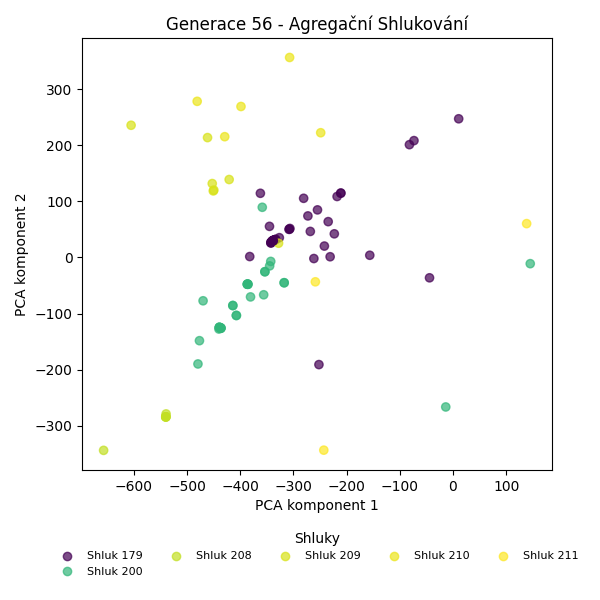 Generace 56 - Agregační Shlukování
PCA komponent 2
300
200
100
0
−100
−200
−300
−600
−500
−400
−300
−200
−100
0
100
PCA komponent 1
Shluky
Shluk 179
Shluk 200
Shluk 208
Shluk 209
Shluk 210
Shluk 211